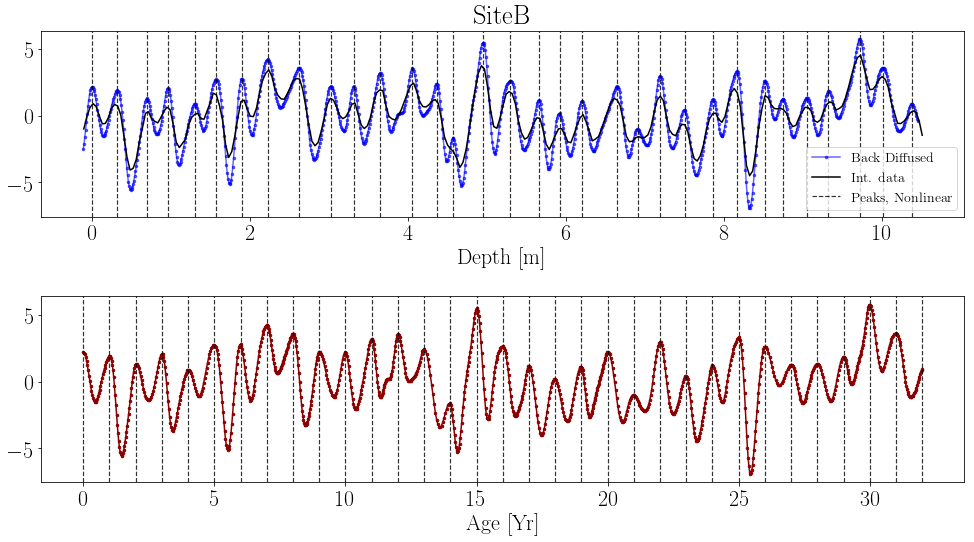 SiteB
5
0
−5
Back Diffused
Int. data
Peaks, Nonlinear
0 2 4 6 8 10
Depth [m]
5
0
−5
0 5 10 15 20 25 30
Age [Yr]